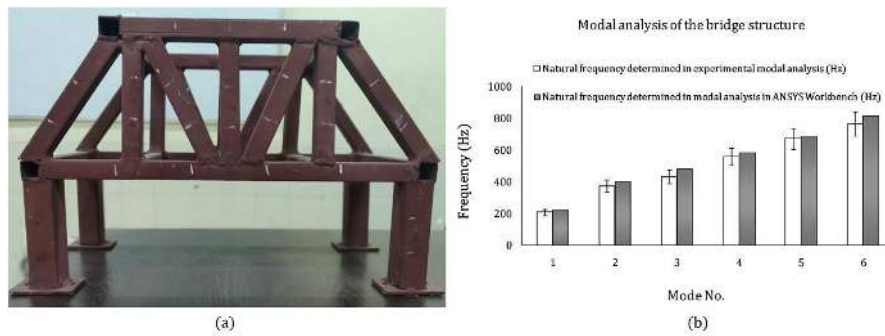 Modal analysis of the bridge structure
Natural frequency determined in experimental modal analysis (Hz)
Natural frequency determined in modal analysis in ANSYS Workbench (Hz)
Frequency (Hz)
1000
800
600
400
200
0
1 2 3 4 5 6
Mode No.
(a) (b)